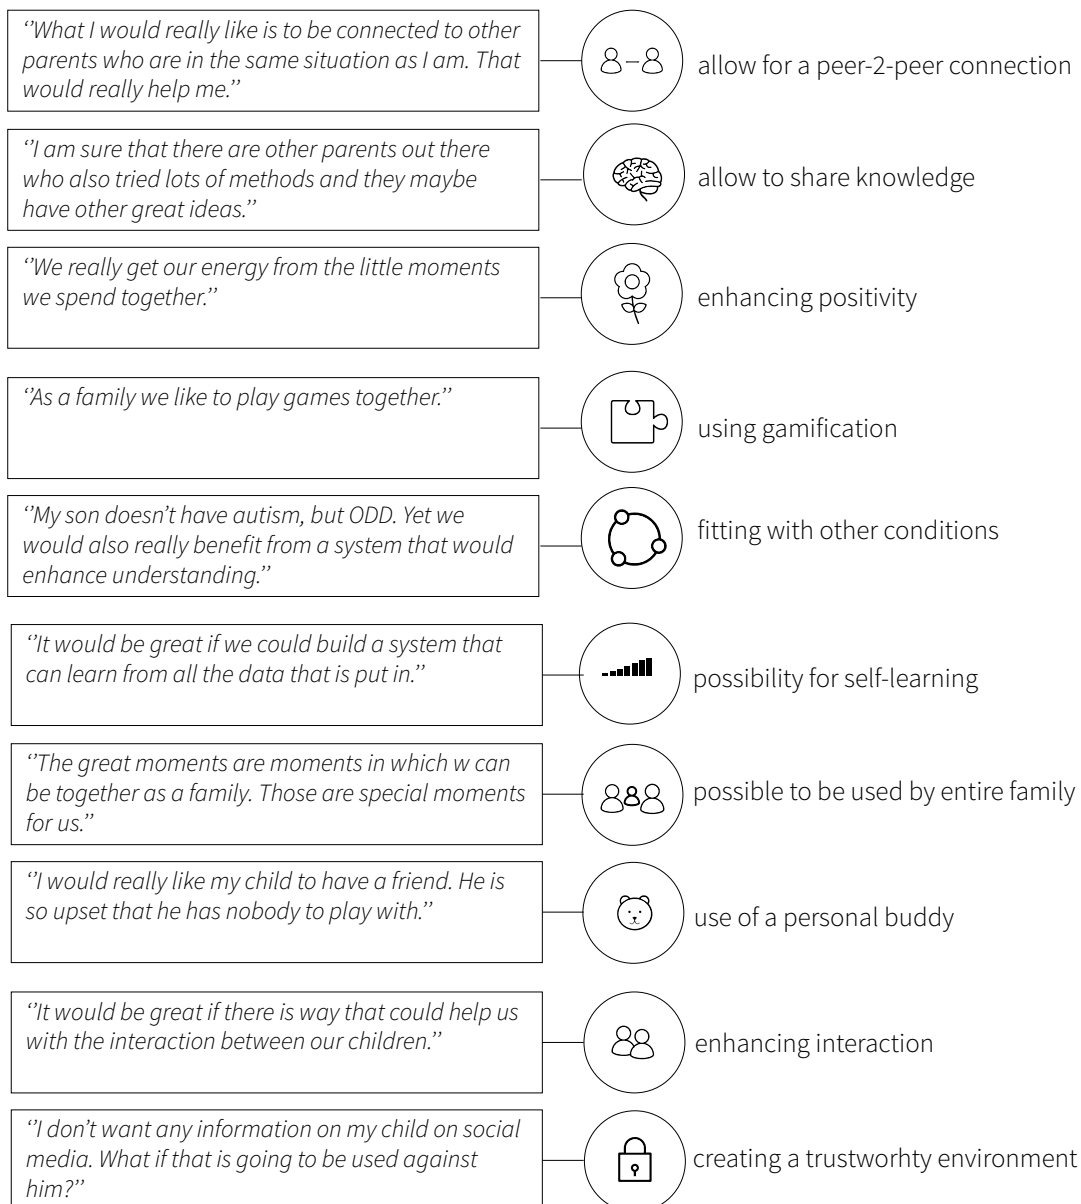 ‘’What I would really like is to be connected to other
parents who are in the same situation as I am. That
would really help me.’’
allow for a peer-2-peer connection
‘’I am sure that there are other parents out there
who also tried lots of methods and they maybe
have other great ideas.’’
allow to share knowledge
‘’We really get our energy from the little moments
we spend together.’’
enhancing positivity
‘’As a family we like to play games together.’’
using gamification
‘’My son doesn’t have autism, but ODD. Yet we
would also really benefit from a system that would
enhance understanding.’’
fitting with other conditions
‘’It would be great if we could build a system that
can learn from all the data that is put in.’’
possibility for self-learning
‘’The great moments are moments in which w can
be together as a family. Those are special moments
for us.’’
possible to be used by entire family
‘’I would really like my child to have a friend. He is
so upset that he has nobody to play with.’’
use of a personal buddy
‘’It would be great if there is way that could help us
with the interaction between our children.’’
enhancing interaction
‘’I don’t want any information on my child on social
media. What if that is going to be used against
him?’’
creating a trustworhty environment